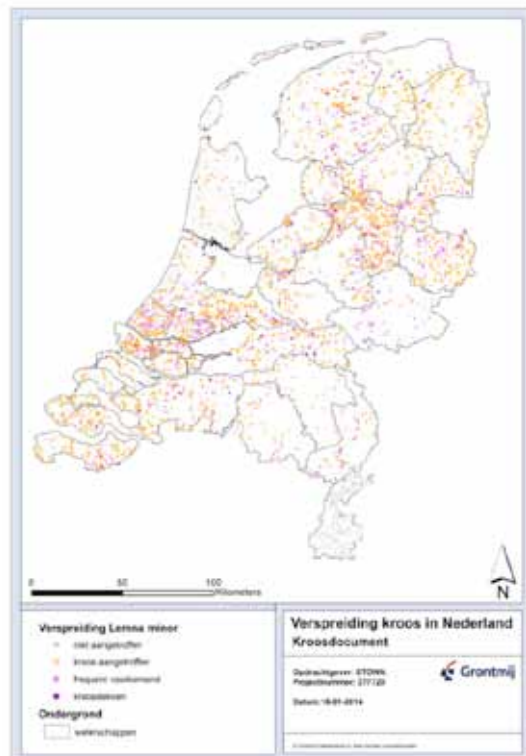 N
0 50 100
Kilometers
Verspreiding Lemna minor
niet aangetroffen
kroos aangetroffen
frequent voorkomend
kroosdekken
Ondergrond
waterschappen
Verspreiding kroos in Nederland
Kroosdocument
Opdrachtgever: STOWA
Projectnummer:
Grontmij